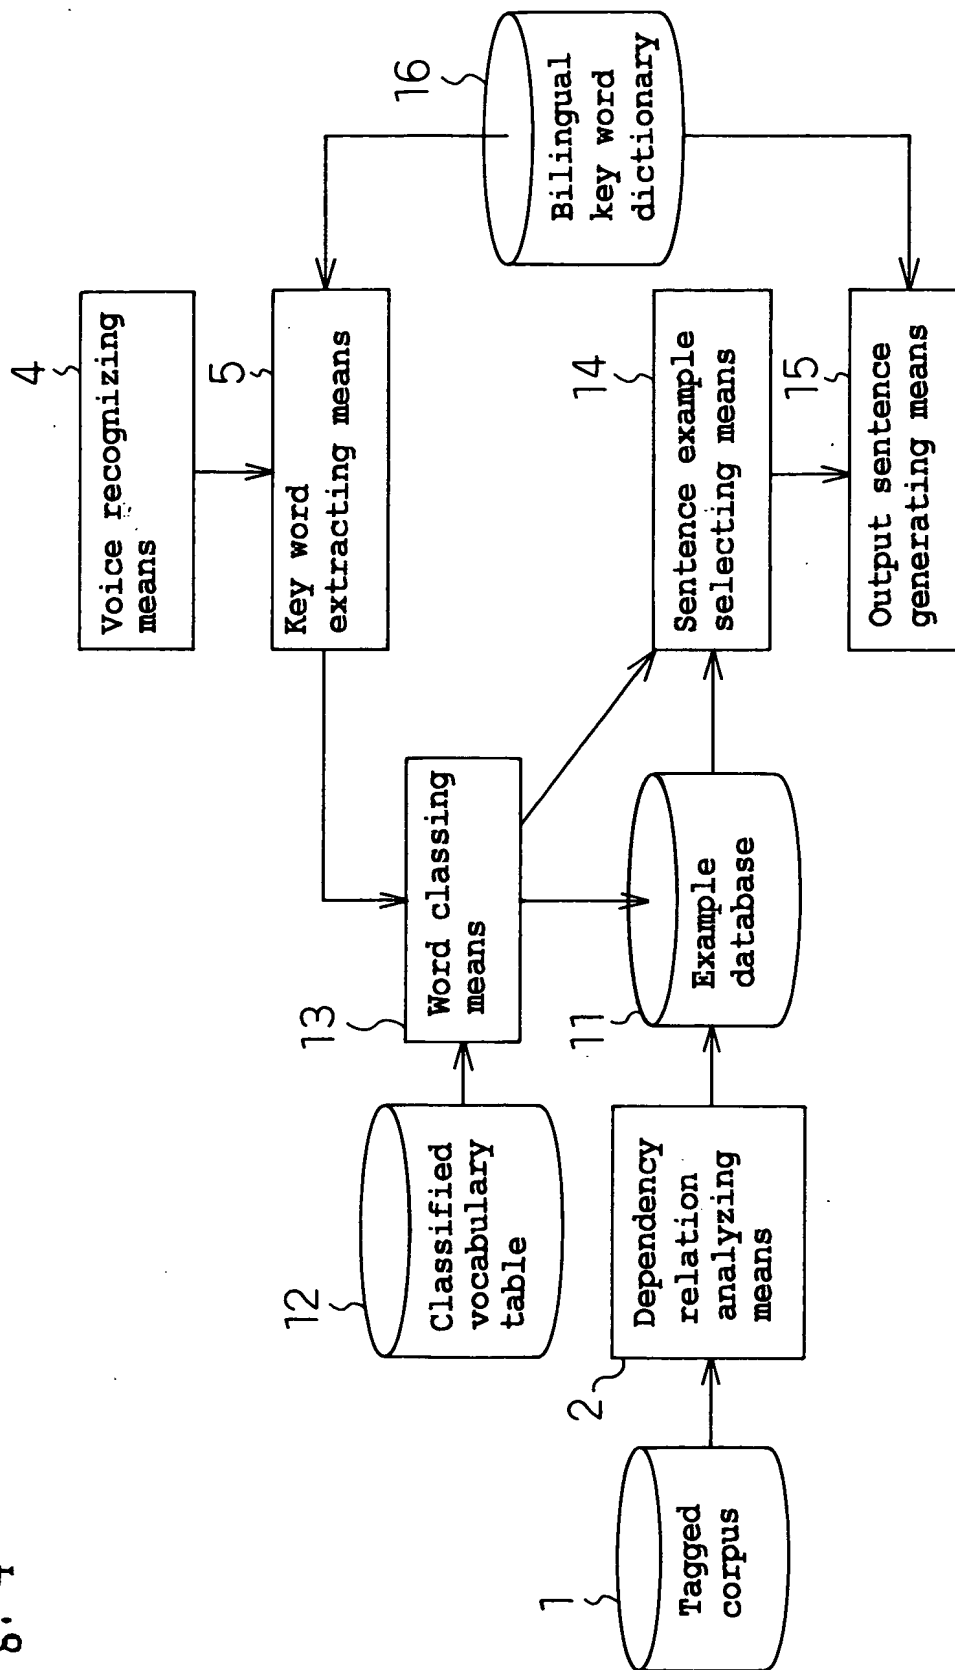 4
Voice recognizing
means
5
Key word
extracting means
16
Bilingual
key word
dictionary
12
Classified
vocabulary
table
13
Word classing
means
1
Tagged
corpus
2
Dependency
relation
analyzing
means
11
Example
database
14
Sentence example
selecting means
15
Output sentence
generating means